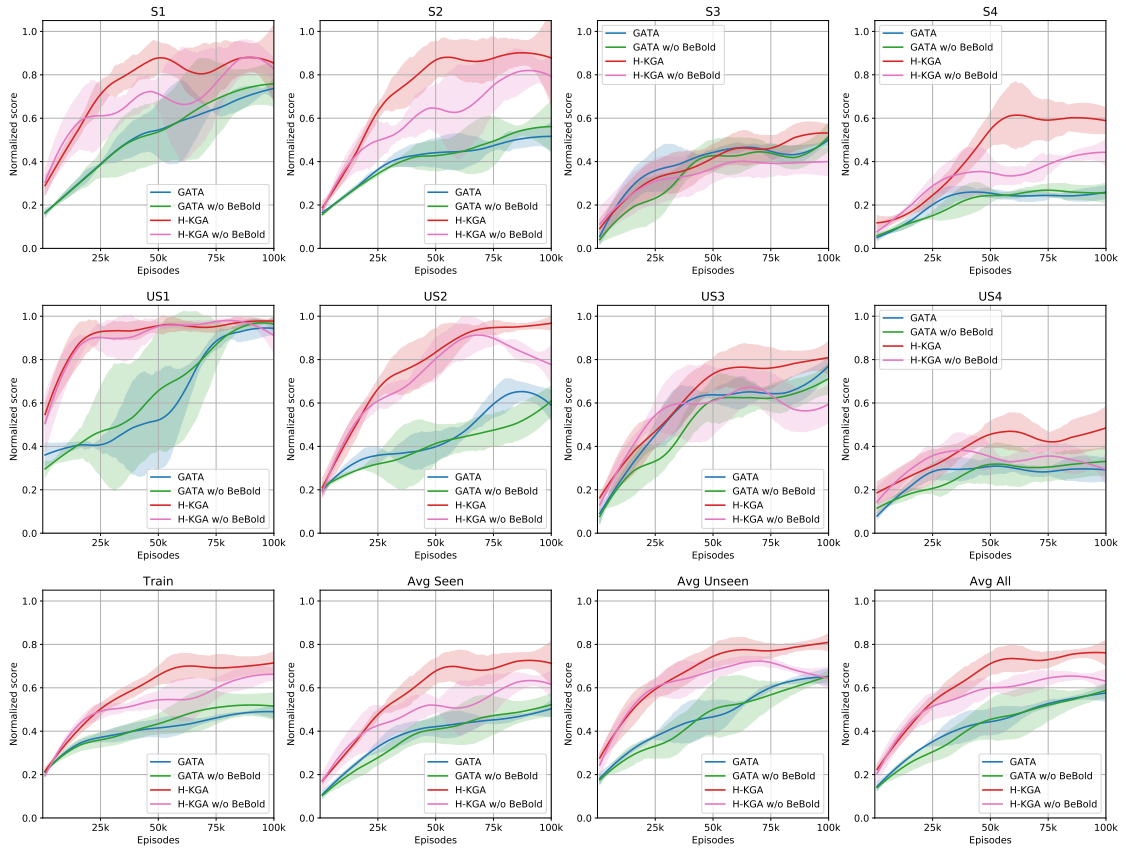 S1
Normalized score
1.0
0.8
0.6
0.4
0.2
0.0
GATA
GATA w/o BeBold
H-KGA
H-KGA w/o BeBold
25k 50k 75k 100k
Episodes
S2
Normalized score
1.0
0.8
0.6
0.4
0.2
0.0
GATA
GATA w/o BeBold
H-KGA
H-KGA w/o BeBold
25k 50k 75k 100k
Episodes
S3
Normalized score
1.0
0.8
0.6
0.4
0.2
0.0
GATA
GATA w/o BeBold
H-KGA
H-KGA w/o BeBold
25k 50k 75k 100k
Episodes
S4
Normalized score
1.0
0.8
0.6
0.4
0.2
0.0
GATA
GATA w/o BeBold
H-KGA
H-KGA w/o BeBold
25k 50k 75k 100k
Episodes
US1
Normalized score
1.0
0.8
0.6
0.4
0.2
0.0
GATA
GATA w/o BeBold
H-KGA
H-KGA w/o BeBold
25k 50k 75k 100k
Episodes
US2
Normalized score
1.0
0.8
0.6
0.4
0.2
0.0
GATA
GATA w/o BeBold
H-KGA
H-KGA w/o BeBold
25k 50k 75k 100k
Episodes
US3
Normalized score
1.0
0.8
0.6
0.4
0.2
0.0
GATA
GATA w/o BeBold
H-KGA
H-KGA w/o BeBold
25k 50k 75k 100k
Episodes
US4
Normalized score
1.0
0.8
0.6
0.4
0.2
0.0
GATA
GATA w/o BeBold
H-KGA
H-KGA w/o BeBold
25k 50k 75k 100k
Episodes
Train
Normalized score
1.0
0.8
0.6
0.4
0.2
0.0
GATA
GATA w/o BeBold
H-KGA
H-KGA w/o BeBold
25k 50k 75k 100k
Episodes
Avg Seen
Normalized score
1.0
0.8
0.6
0.4
0.2
0.0
GATA
GATA w/o BeBold
H-KGA
H-KGA w/o BeBold
25k 50k 75k 100k
Episodes
Avg Unseen
Normalized score
1.0
0.8
0.6
0.4
0.2
0.0
GATA
GATA w/o BeBold
H-KGA
H-KGA w/o BeBold
25k 50k 75k 100k
Episodes
Avg All
Normalized score
1.0
0.8
0.6
0.4
0.2
0.0
GATA
GATA w/o BeBold
H-KGA
H-KGA w/o BeBold
25k 50k 75k 100k
Episodes